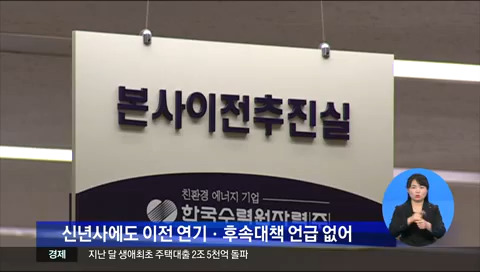 본사이전추진실
친환경 에너지 기업
한국수력원자력(주)
신년사에도 이전 연기·후속대책 언급 없어
경제 지난 달 생애최초 주택대출 2조 5천억 돌파